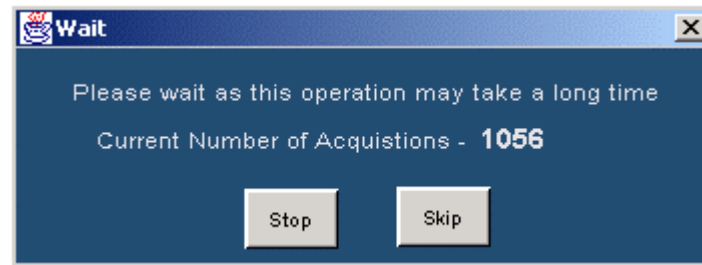 Wait
Please wait as this operation may take a long time
Current Number of Acquistions - 1056
Stop Skip